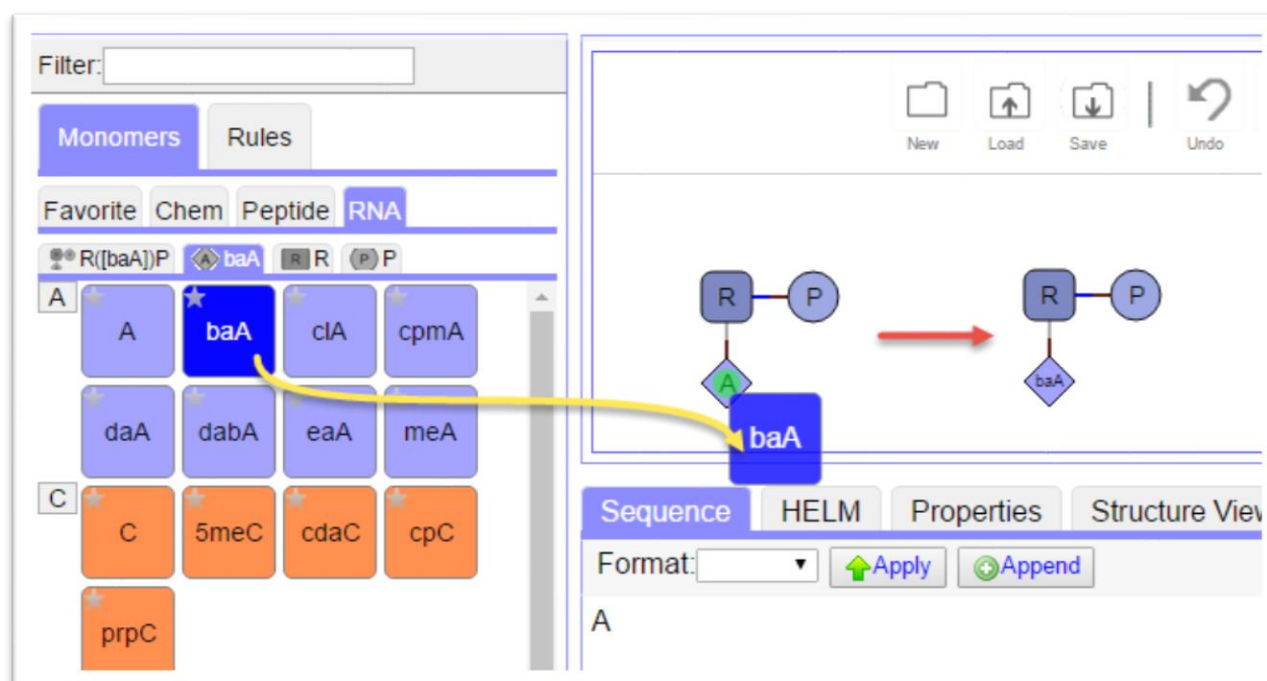 Filter:
Monomers Rules
Favorite Chem Peptide RNA
R([baA])P A baA R R P P
A
A baA clA cpmA
daA dabA eaA meA
C
C 5meC cdaC cpC
prpC
New Load Save Undo
R P R P
A baA
baA
Sequence HELM Properties Structure View
Format: Apply Append
A